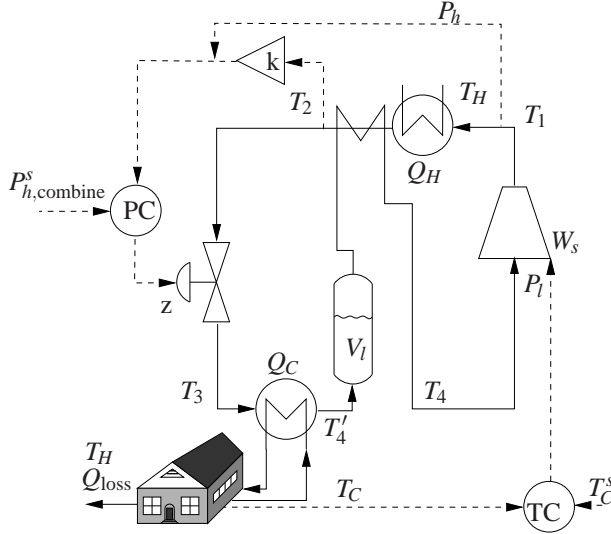 P_h
k
T_2
T_H
T_1
Q_H
P^s_{h,combine}
PC
W_s
P_l
z
V_l
Q_C
T_3
T_4
T'_4
T_H
Q_loss
T_C
TC
T^s_C